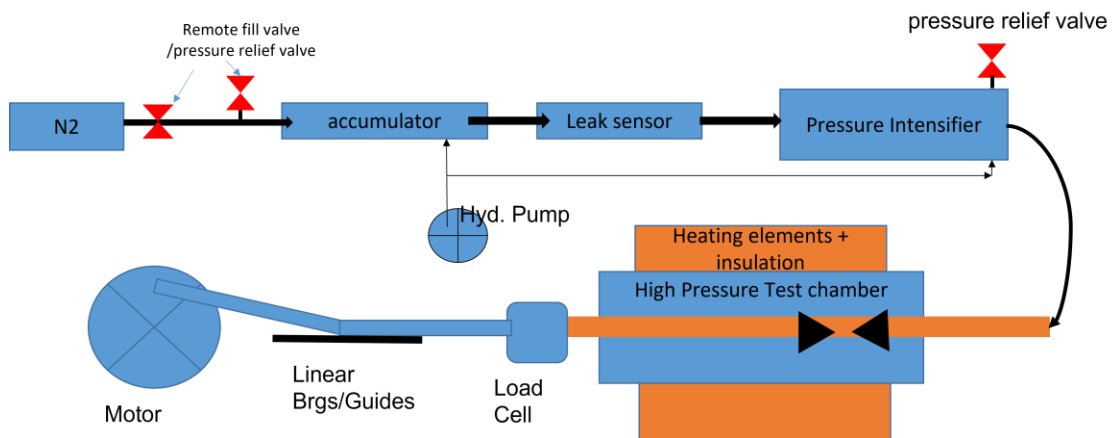 Remote fill valve
/pressure relief valve
pressure relief valve
N2
accumulator
Leak sensor
Pressure Intensifier
Hyd. Pump
Heating elements +
insulation
High Pressure Test chamber
Linear
Brgs/Guides
Load
Cell
Motor